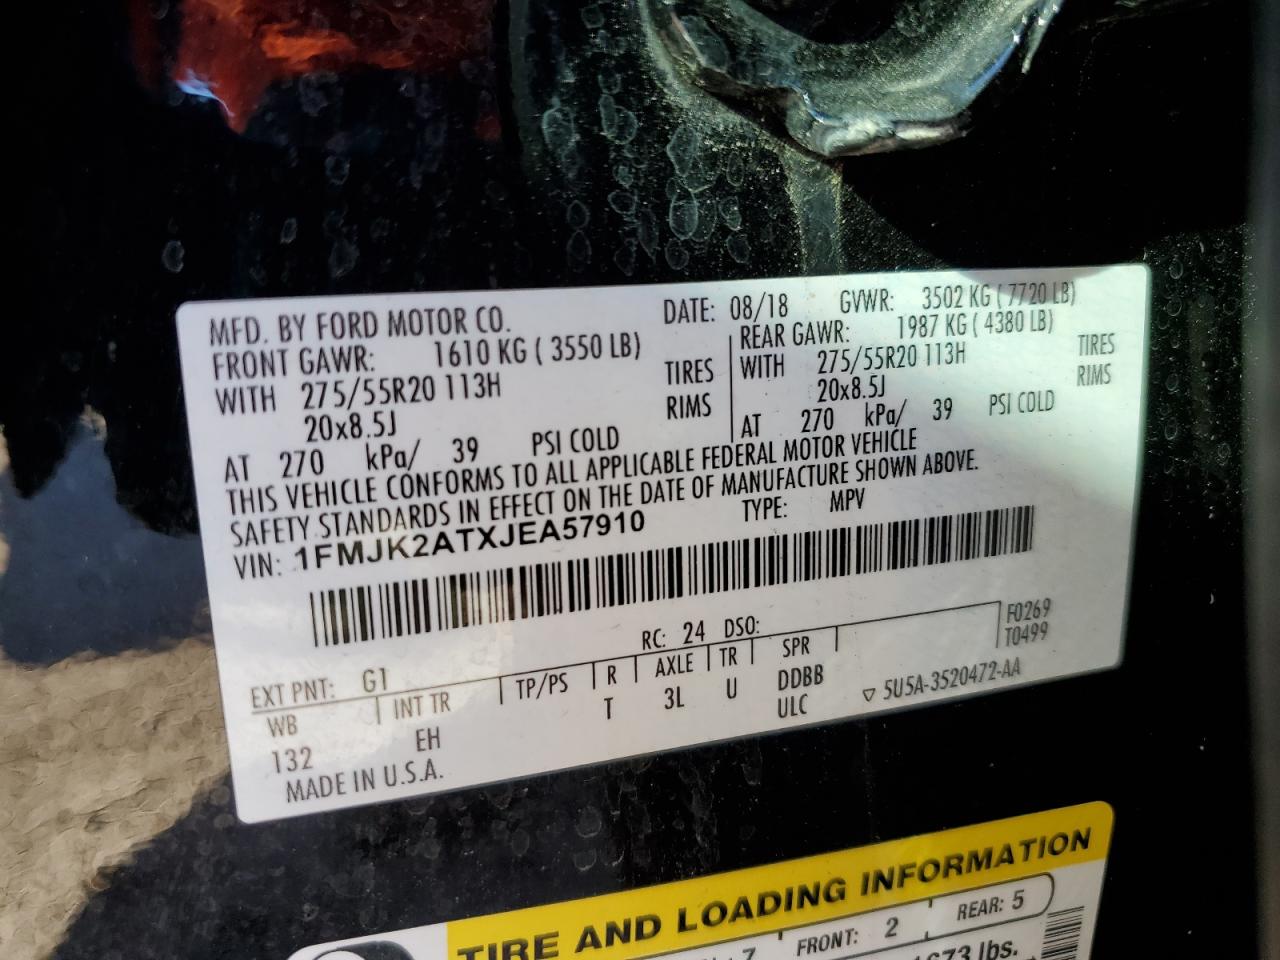 MFD. BY FORD MOTOR CO. DATE: 08/18 GVWR: 3502 KG ( 7720 LB)
FRONT GAWR: 1610 KG ( 3550 LB) REAR GAWR: 1987 KG ( 4380 LB)
WITH 275/55R20 113H TIRES WITH 275/55R20 113H TIRES
20x8.5J RIMS 20x8.5J RIMS
AT 270 kPa/ 39 PSI COLD AT 270 kPa/ 39 PSI COLD
THIS VEHICLE CONFORMS TO ALL APPLICABLE FEDERAL MOTOR VEHICLE
SAFETY STANDARDS IN EFFECT ON THE DATE OF MANUFACTURE SHOWN ABOVE.
VIN: 1FMJK2ATXJEA57910 TYPE: MPV
F0269
T0499
EXT PNT: G1 RC: 24 DSO:
WB INT TR TP/PS R AXLE TR SPR
132 EH T 3L U DDBB
ULC
MADE IN U.S.A. 5U5A-3520472-AA
TIRE AND LOADING INFORMATION
7 FRONT: 2 REAR: 5
lbs.